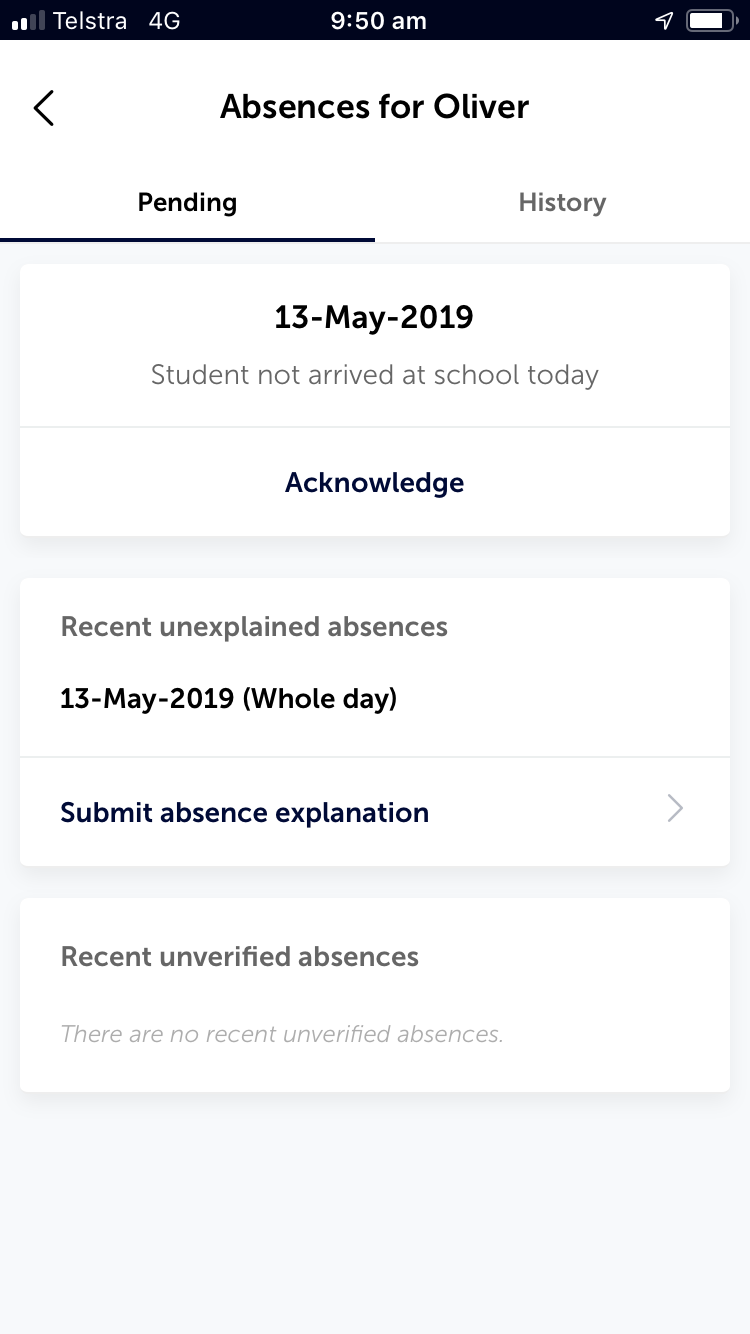 Telstra 4G 9:50 am
Absences for Oliver
Pending History
13-May-2019
Student not arrived at school today
Acknowledge
Recent unexplained absences
13-May-2019 (Whole day)
Submit absence explanation
Recent unverified absences
There are no recent unverified absences.